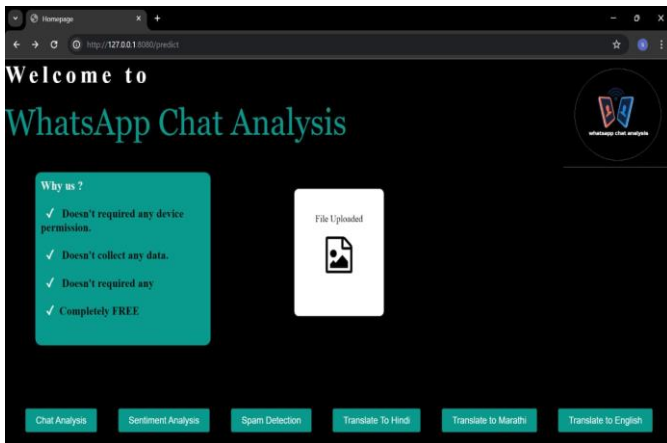 Homepage
http://127.0.0.1:8080/predict
Welcome to
WhatsApp Chat Analysis
whatsapp chat analysis
Why us ?
✓ Doesn't required any device
permission.
✓ Doesn't collect any data.
✓ Doesn't required any
✓ Completely FREE
File Uploaded
Chat Analysis
Sentiment Analysis
Spam Detection
Translate To Hindi
Translate to Marathi
Translate to English